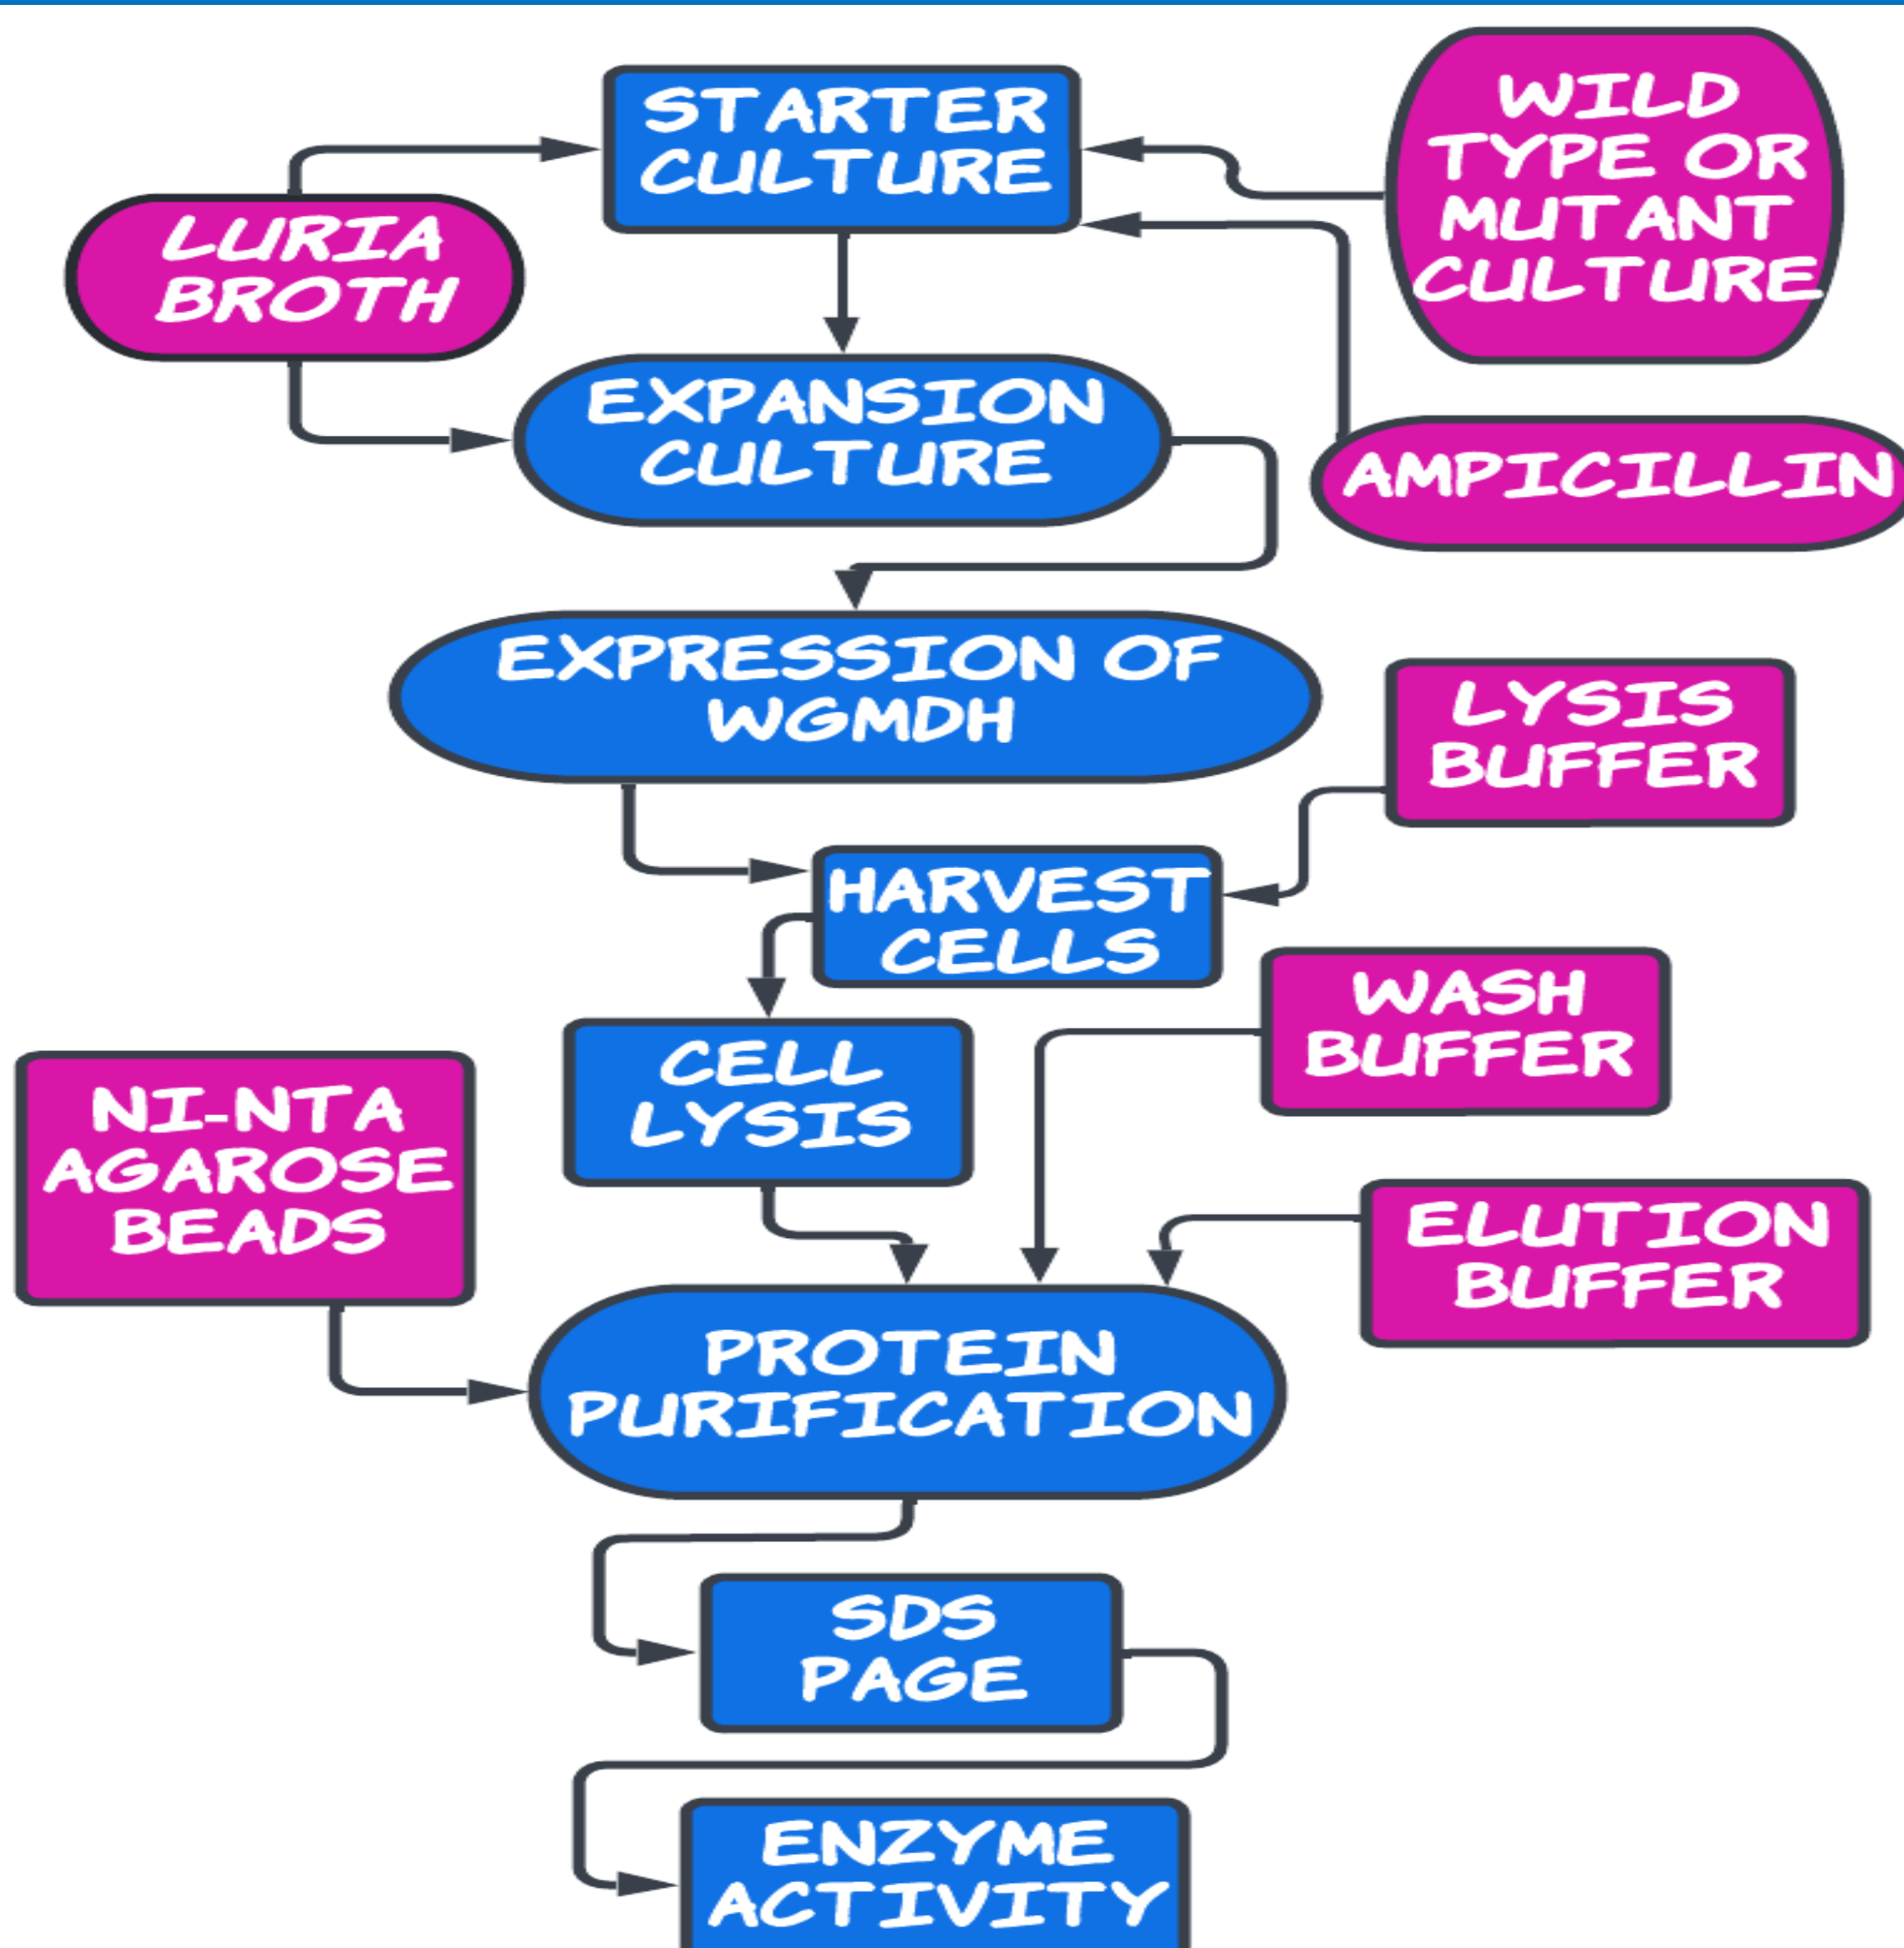 STARTER
CULTURE
WILD
TYPE OR
MUTANT
CULTURE
LURIA
BROTH
EXPANSION
CULTURE
AMPICILLIN
EXPRESSION OF
WGMDH
LYSIS
BUFFER
HARVEST
CELLS
WASH
BUFFER
CELL
LYSIS
NI-NTA
AGAROSE
BEADS
ELUTION
BUFFER
PROTEIN
PURIFICATION
SDS
PAGE
ENZYME
ACTIVITY